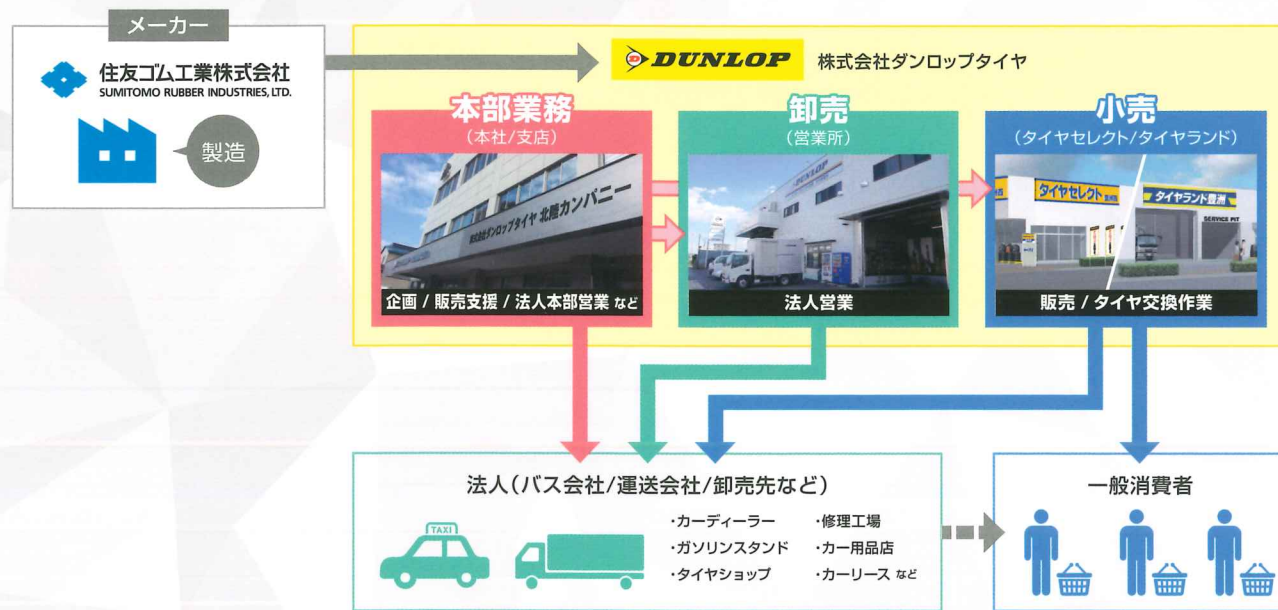 メーカー
住友ゴム工業株式会社
SUMITOMO RUBBER INDUSTRIES, LTD.
製造
DUNLOP
株式会社ダンロップタイヤ
本部業務
(本社/支店)
株式会社ダンロップタイヤ 北陸カンパニー
企画 / 販売支援 / 法人本部営業 など
卸売
(営業所)
DUNLOP
法人営業
小売
(タイヤセレクト/タイヤランド)
タイヤセレクト
タイヤランド豊洲
SERVICE PIT
販売 / タイヤ交換作業
法人(バス会社/運送会社/卸売先など)
TAXI
・カーディーラー
・ガソリンスタンド
・タイヤショップ
・修理工場
・カー用品店
・カーリース など
一般消費者